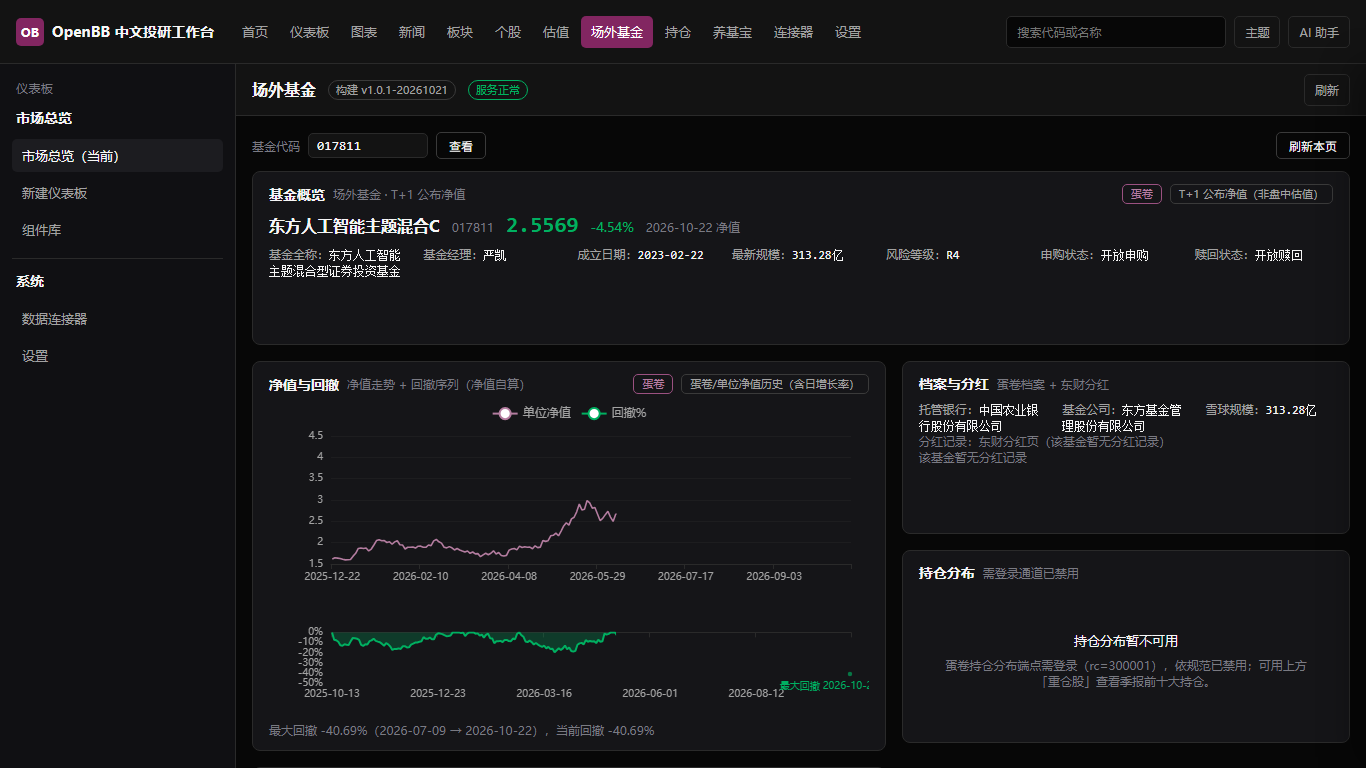 OB OpenBB 中文投研工作台 首页 仪表板 图表 新闻 板块 个股 估值 场外基金 持仓 养基宝 连接器 设置 搜索代码或名称 主题 AI 助手
仪表板
市场总览
市场总览（当前）
新建仪表板
组件库
系统
数据连接器
设置
场外基金 构建 v1.0.1-20261021 服务正常 刷新
基金代码 017811 查看 刷新本页
基金概览 场外基金 · T+1 公布净值 蛋卷 T+1 公布净值（非盘中估值）
东方人工智能主题混合C 017811 2.5569 -4.54% 2026-10-22 净值
基金全称: 东方人工智能 基金经理: 严凯 成立日期: 2023-02-22 最新规模: 313.28亿 风险等级: R4 申购状态: 开放申购 赎回状态: 开放赎回
主题混合型证券投资基金
净值与回撤 净值走势 + 回撤序列（净值自算） 蛋卷 蛋卷/单位净值历史（含日增长率）
单位净值 回撤%
4.5
4
3.5
3
2.5
2
1.5
2025-12-22 2026-02-10 2026-04-08 2026-05-29 2026-07-17 2026-09-03
0%
-10%
-20%
-30%
-40%
-50%
最大回撤 2026-10-2
2025-10-13 2025-12-23 2026-03-16 2026-06-01 2026-08-12
最大回撤 -40.69%（2026-07-09 → 2026-10-22），当前回撤 -40.69%
档案与分红 蛋卷档案 + 东财分红
托管银行: 中国农业银 基金公司: 东方基金管 雪球规模: 313.28亿
行股份有限公司 理股份有限公司
分红记录: 东财分红页（该基金暂无分红记录）
该基金暂无分红记录
持仓分布 需登录通道已禁用
持仓分布暂不可用
蛋卷持仓分布端点需登录（rc=300001），依规范已禁用；可用上方
「重仓股」查看季报前十大持仓。